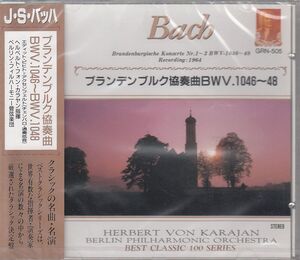 J・S・バッハ
ブランデンブルク協奏曲
BWV.1046〜BWV.1048
ヘルベルト・フォン・カラヤン指揮
ベルリン・フィルハーモニー管弦楽団
クラシックの名曲・名演
Bach
Brandenburgische Konzerte Nr.1~3 BWV-1046~48
Recording:1964
GRN-505
ブランデンブルク協奏曲BWV.1046〜48
STEREO
HERBERT VON KARAJAN
BERLIN PHILHARMONIC ORCHESTRA
BEST CLASSIC 100 SERIES